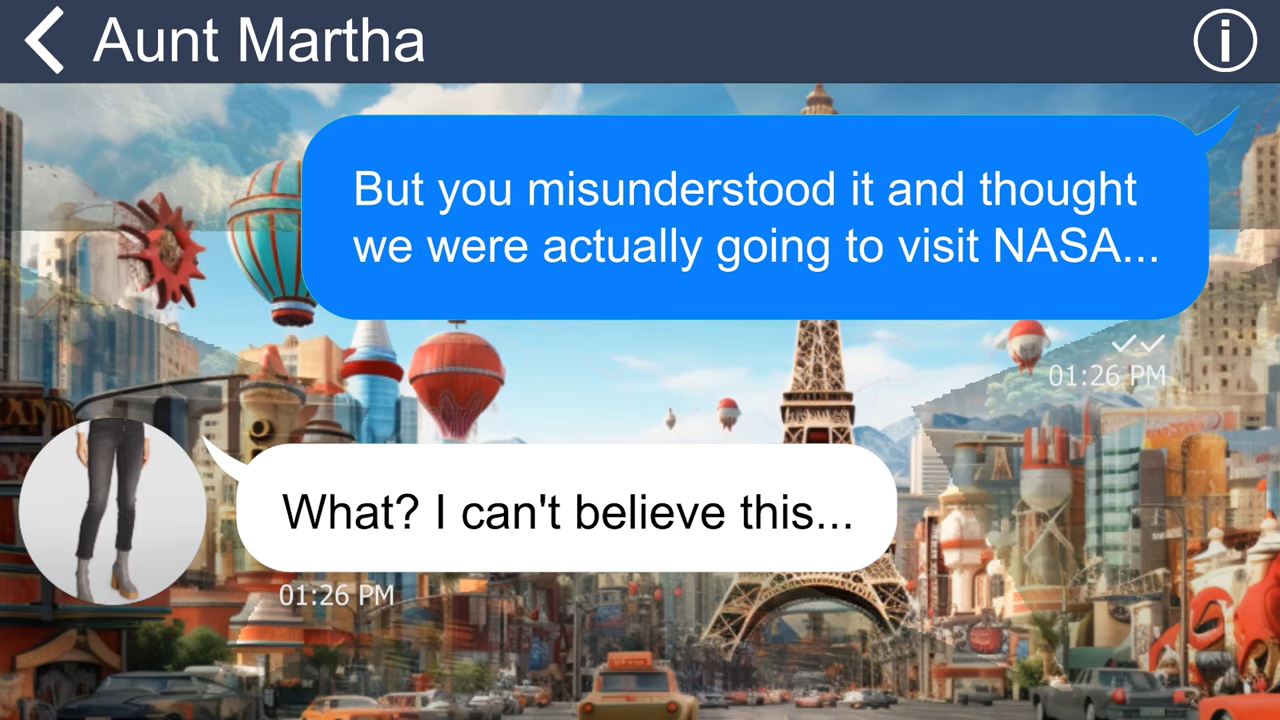 Aunt Martha
But you misunderstood it and thought
we were actually going to visit NASA...
01:26 PM
What? I can't believe this...
01:26 PM